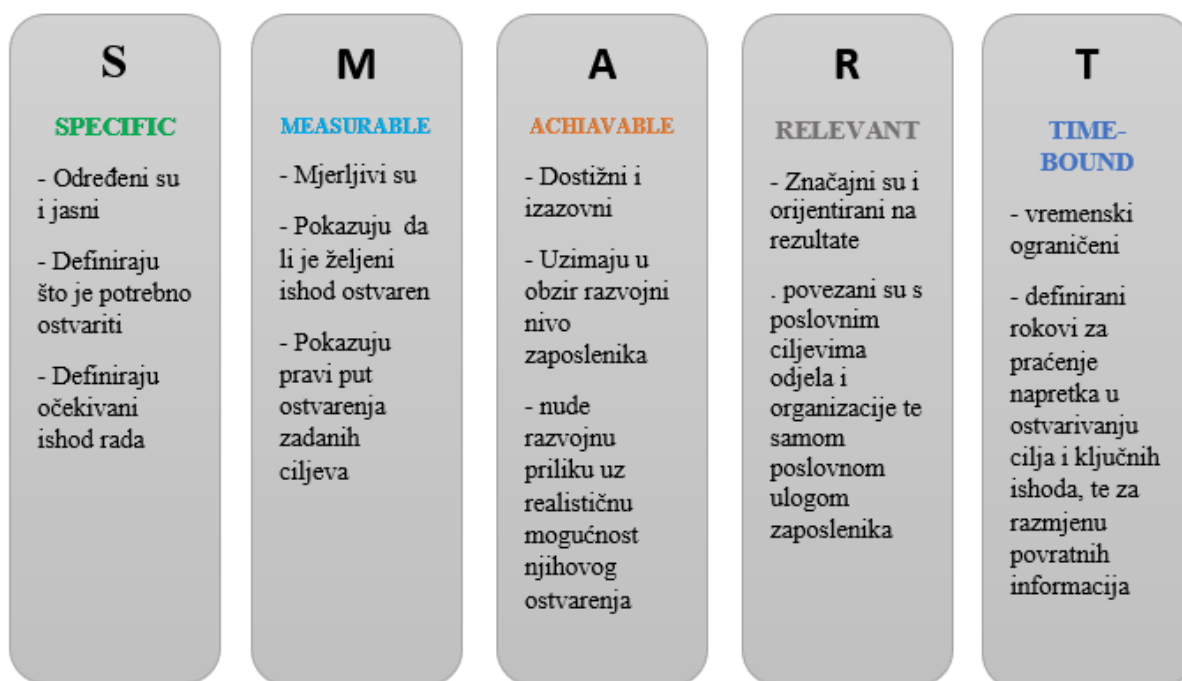 S
SPECIFIC
- Određeni su
i jasni
- Definiraju
što je potrebno
ostvariti
- Definiraju
očekivani
ishod rada
M
MEASURABLE
- Mjerljivi su
- Pokazuju da
li je željeni
ishod ostvaren
- Pokazuju
pravi put
ostvarenja
zadanih
ciljeva
A
ACHIAVABLE
- Dostižni i
izazovni
- Uzimaju u
obzir razvojni
nivo
zaposlenika
- nude
razvojnu
priliku uz
realističnu
mogućnost
njihovog
ostvarenja
R
RELEVANT
- Značajni su i
orijentirani na
rezultate
. povezani su s
poslovnim
ciljevima
odjela i
organizacije te
samom
poslovnom
ulogom
zaposlenika
T
TIME-
BOUND
- vremenski
ograničeni
- definirani
rokovi za
praćenje
napretka u
ostvarivanju
cilja i ključnih
ishoda, te za
razmjenu
povratnih
informacija